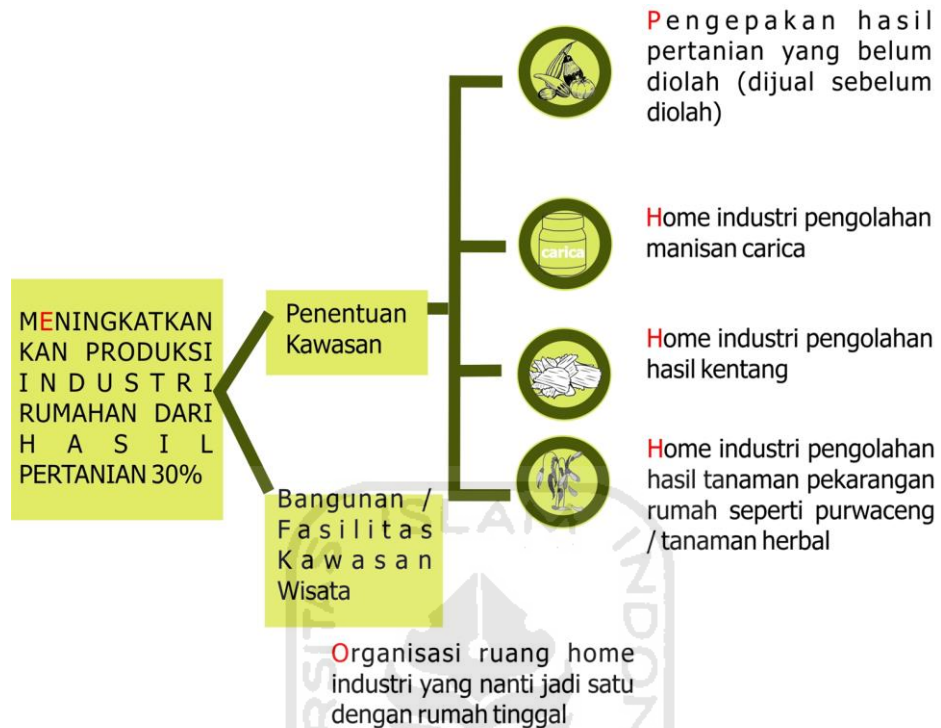 MENINGKATKAN
KAN PRODUKSI
INDUSTRI
RUMAHAN DARI
HASIL
PERTANIAN 30%
Penentuan
Kawasan
Bangunan /
Fasilitas
Kawasan
Wisata
Pengepakan hasil
pertanian yang belum
diolah (dijual sebelum
diolah)
carica
Home industri pengolahan
manisan carica
Home industri pengolahan
hasil kentang
Home industri pengolahan
hasil tanaman pekarangan
rumah seperti purwaceng
/ tanaman herbal
Organisasi ruang home
industri yang nanti jadi satu
dengan rumah tinggal
ISLAM INDON
RSITAS